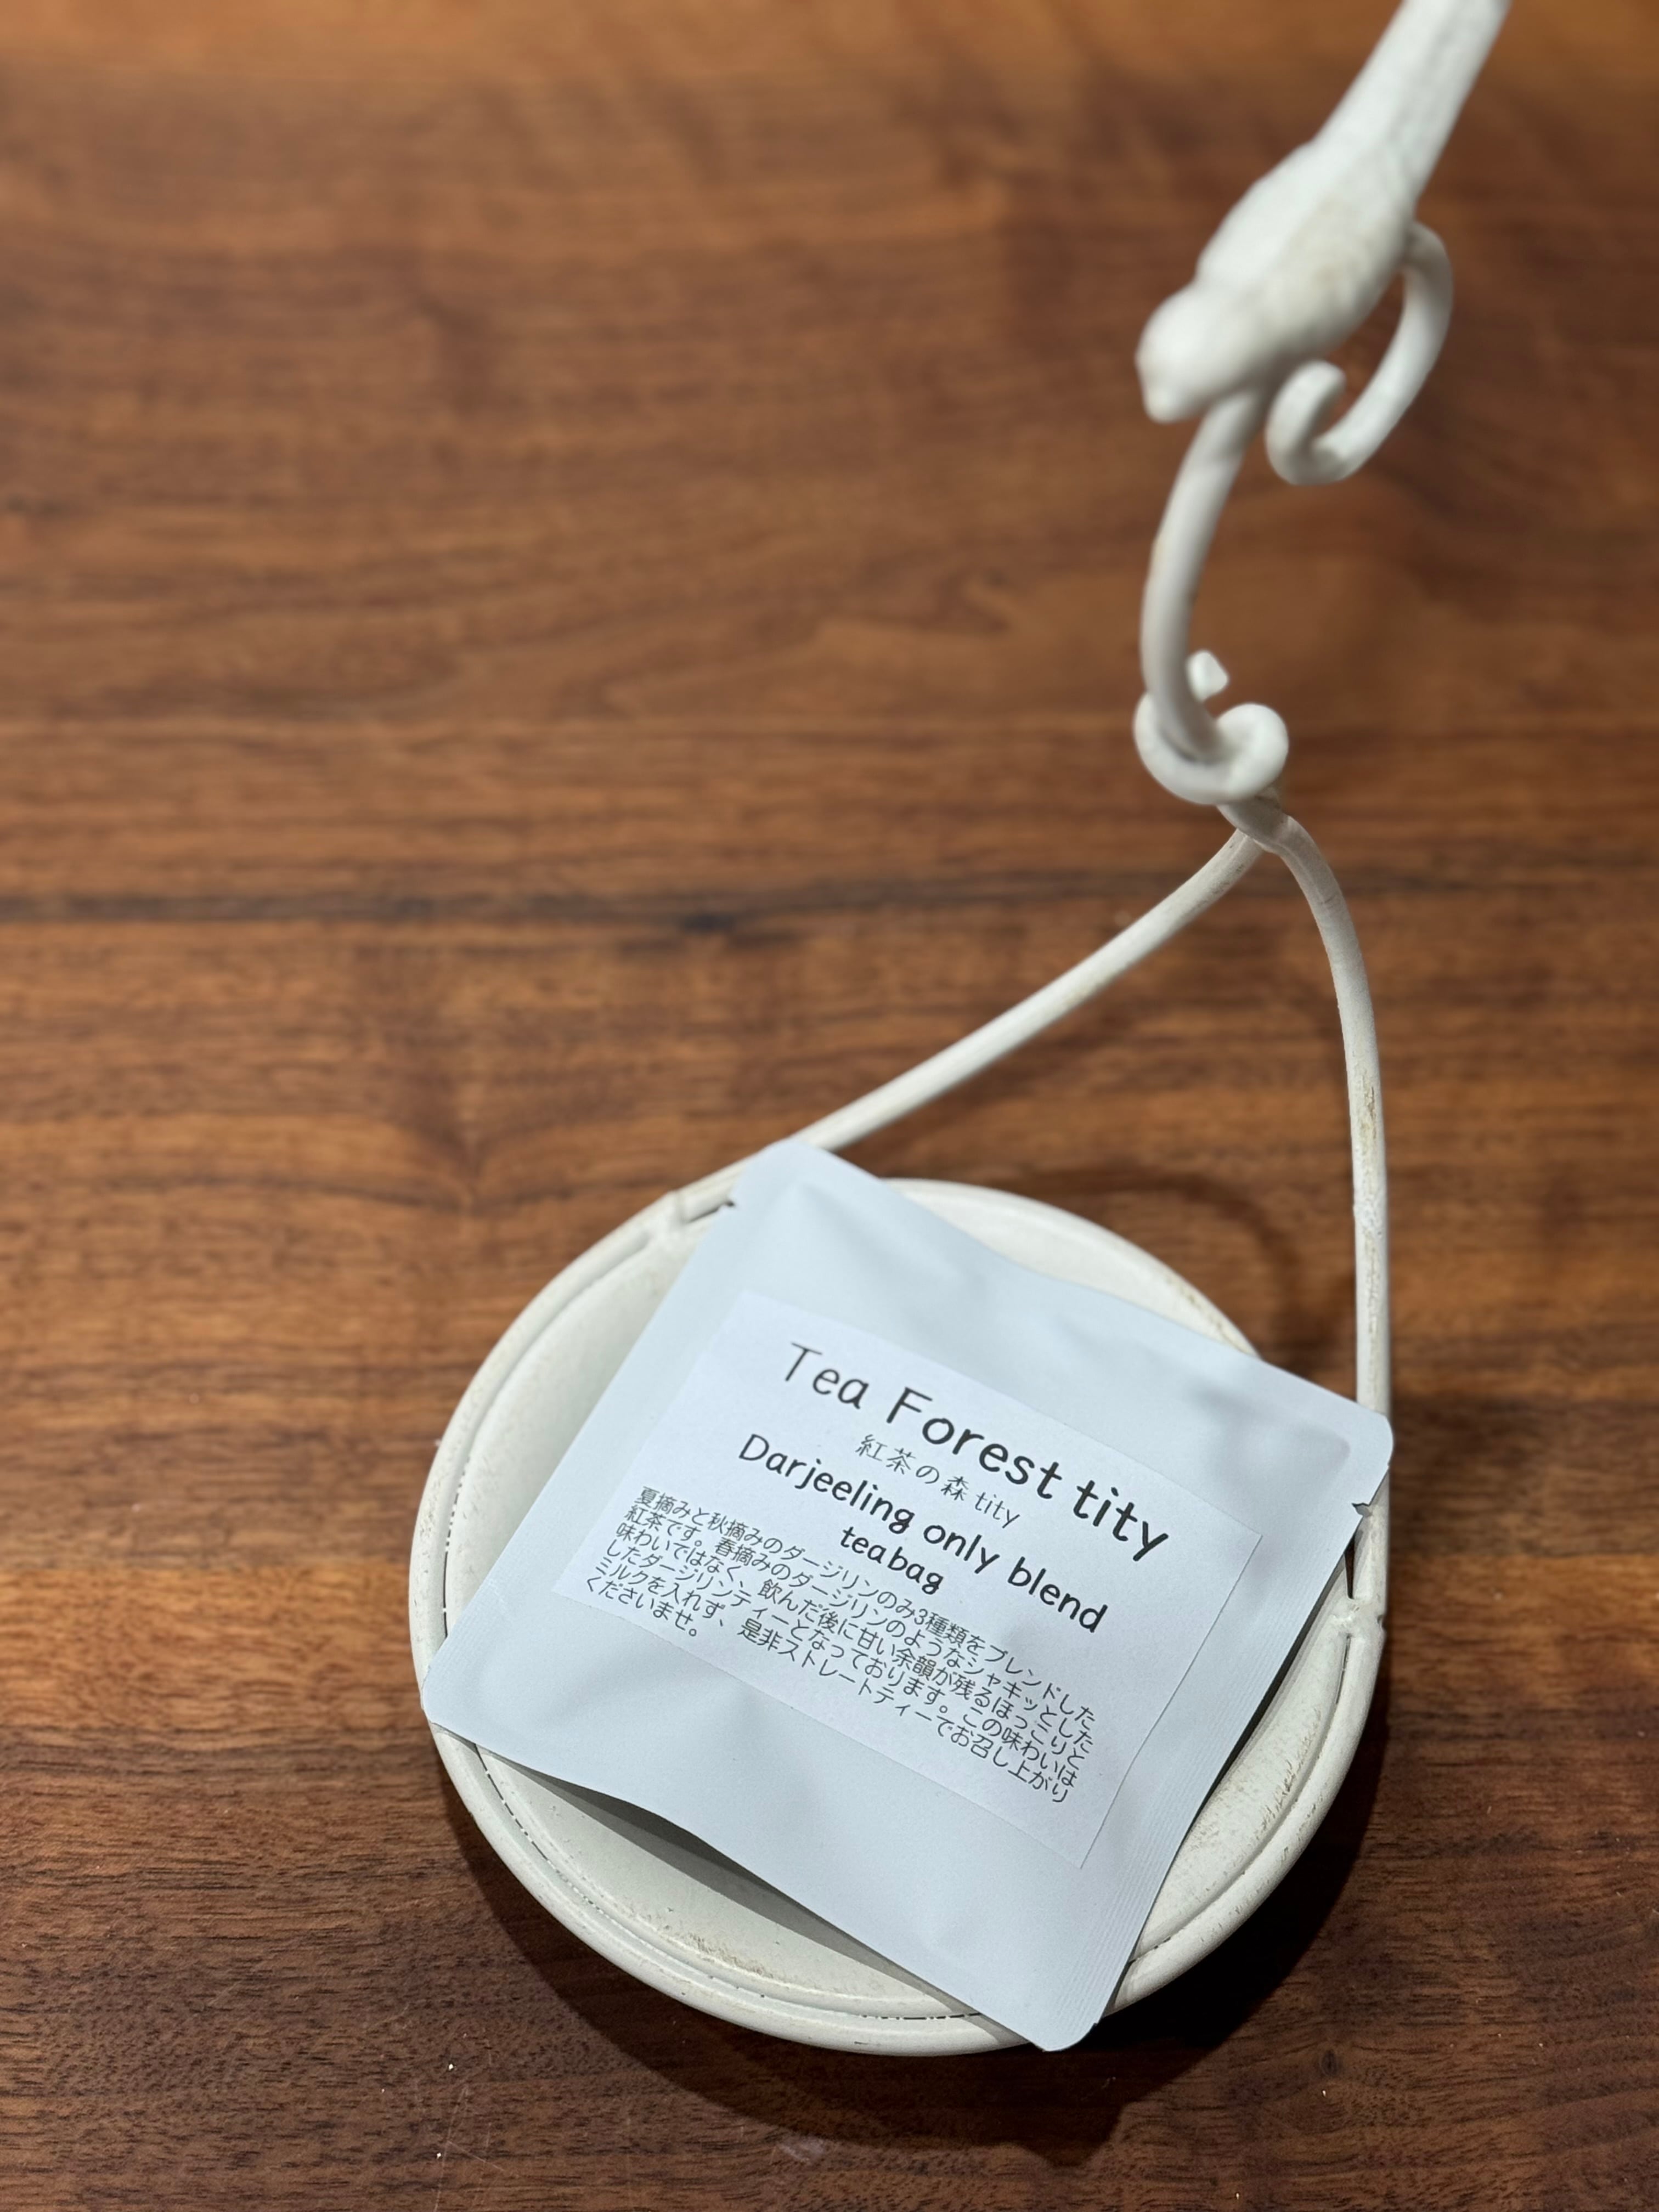 Tea Forest tity
紅茶の森 tity
Darjeeling only blend
teabag
夏摘みと秋摘みのダージリンのみ3種類をブレンドした
紅茶です。春摘みのダージリンのようなシャキッとした
味わいではなく、飲んだ後に甘い余韻が残るほっこりと
したダージリンティーとなっております。この味わいは
ミルクを入れず、是非ストレートティーでお召し上がり
くださいませ。